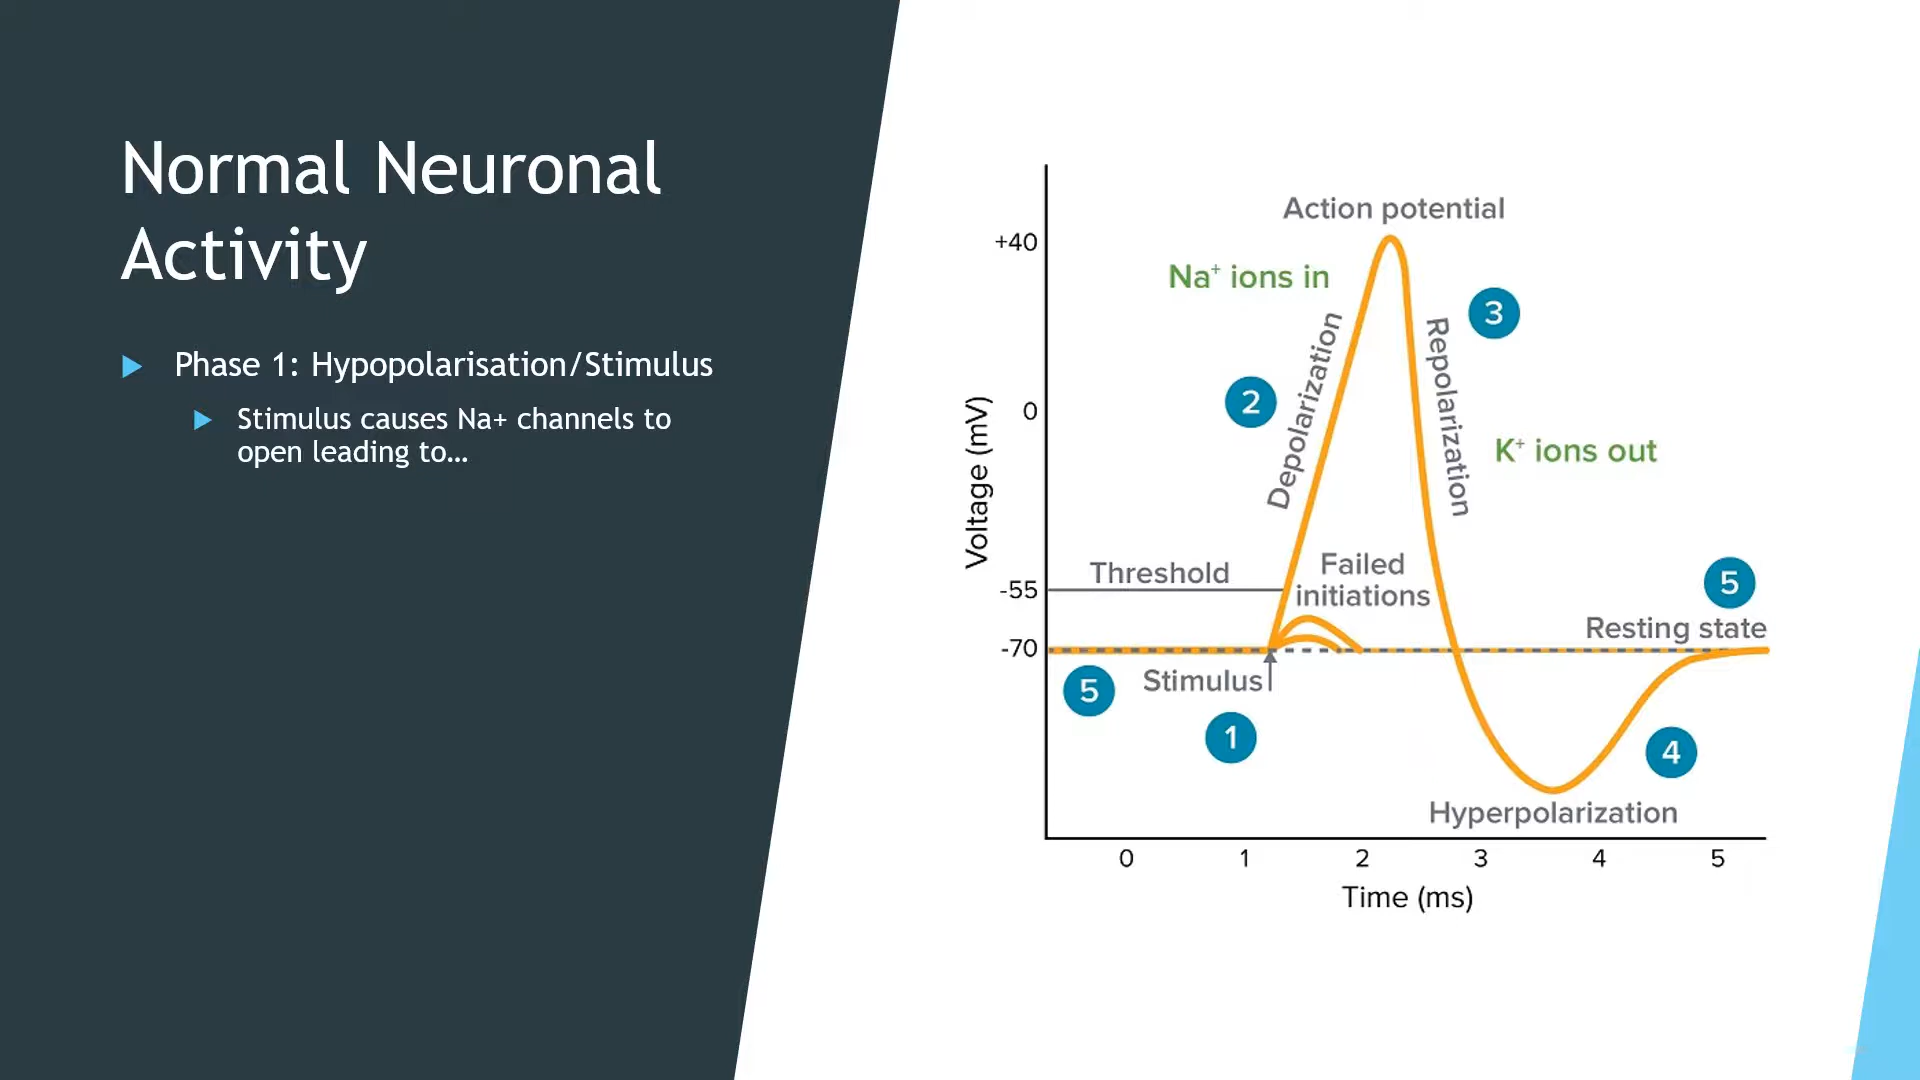 Normal Neuronal
Activity
Phase 1: Hypopolarisation/Stimulus
Stimulus causes Na+ channels to
open leading to...
Action potential
+40
Na⁺ ions in
3
Repolarization
Depolarization
2
0
K⁺ ions out
Voltage (mV)
Threshold
Failed
initiations
-55
5
Resting state
-70
Stimulus
5
1
4
Hyperpolarization
0 1 2 3 4 5
Time (ms)